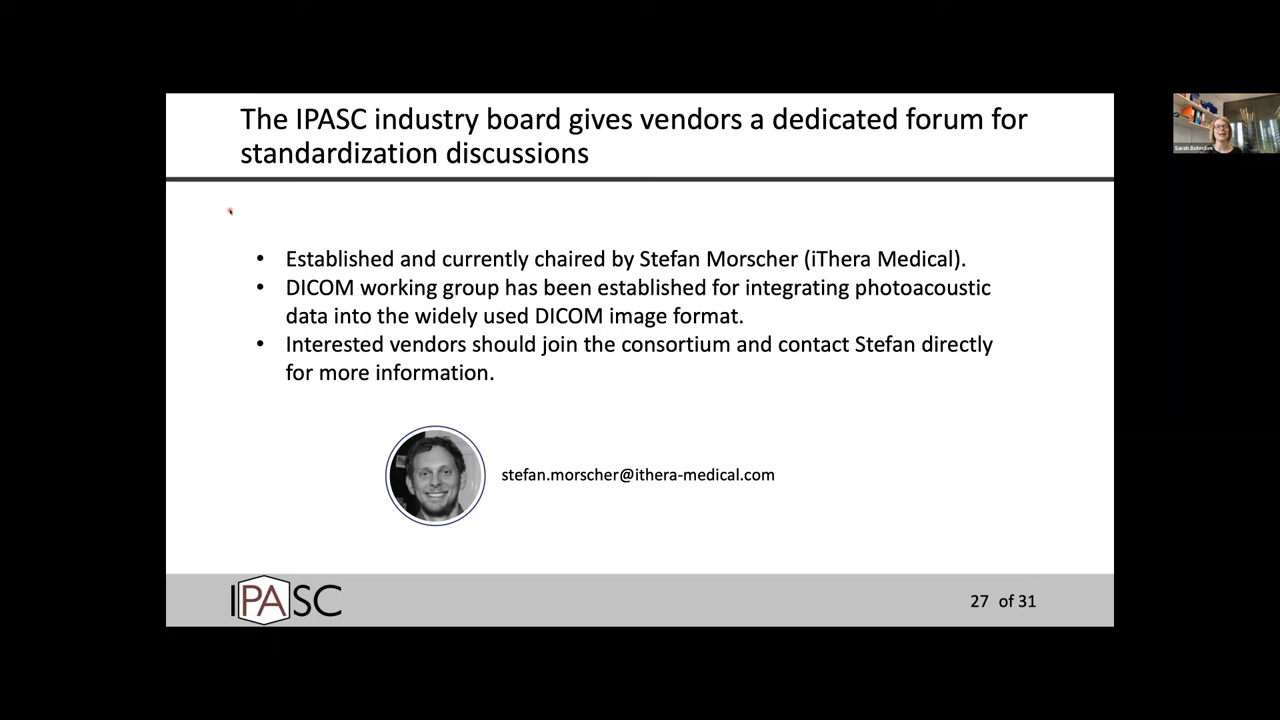 The IPASC industry board gives vendors a dedicated forum for
standardization discussions
• Established and currently chaired by Stefan Morscher (iThera Medical).
• DICOM working group has been established for integrating photoacoustic
data into the widely used DICOM image format.
• Interested vendors should join the consortium and contact Stefan directly
for more information.
stefan.morscher@ithera-medical.com
IPASC
27 of 31
Sarah Bohndiek